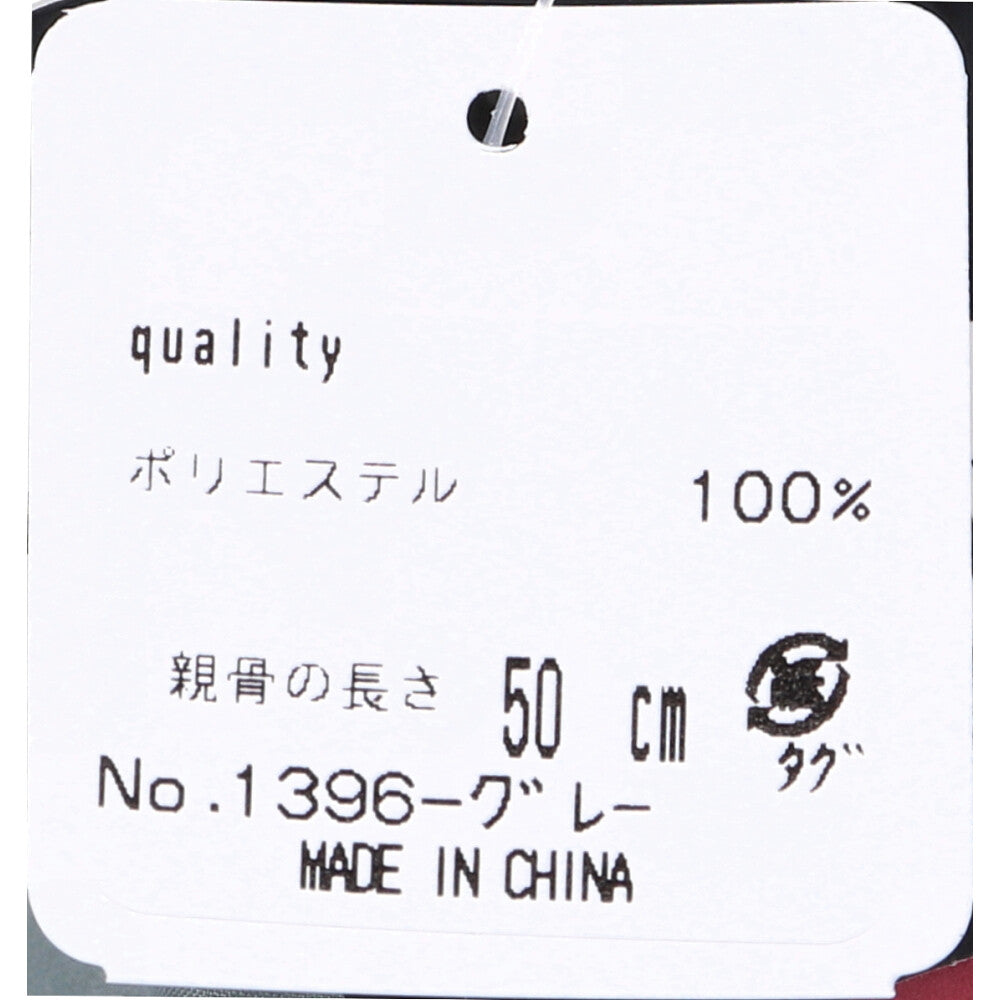 quality
ポリエステル 100%
親骨の長さ 50 cm
タグ
No.1396-グレー
MADE IN CHINA